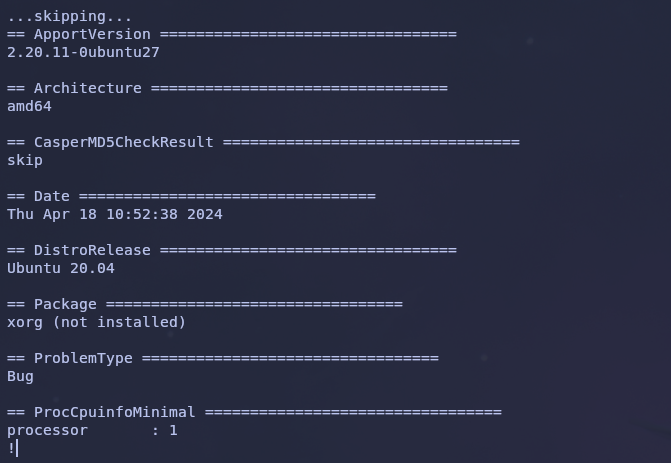 ...skipping...
== ApportVersion =================================
2.20.11-0ubuntu27
== Architecture =================================
amd64
== CasperMD5CheckResult =================================
skip
== Date =================================
Thu Apr 18 10:52:38 2024
== DistroRelease =================================
Ubuntu 20.04
== Package =================================
xorg (not installed)
== ProblemType =================================
Bug
== ProcCpuinfoMinimal =================================
processor       : 1
!